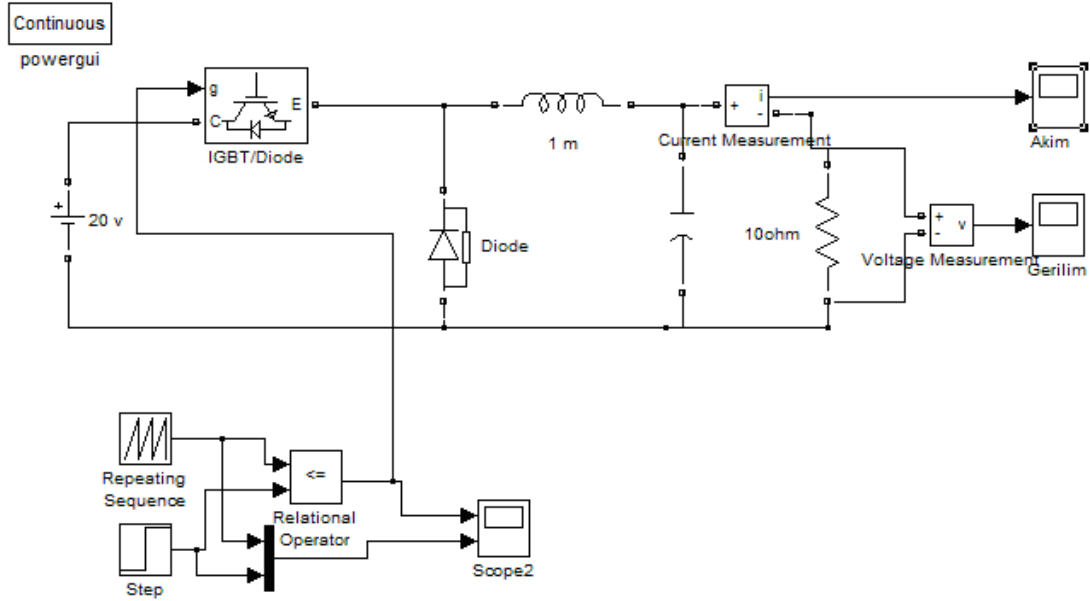 Continuous
powergui
g
C
E
IGBT/Diode
+
20 v
1 m
Diode
+
i
-
Current Measurement
Akim
10ohm
+
-
v
Voltage Measurement
Gerilim
Repeating
Sequence
<=
Relational
Operator
Step
Scope2